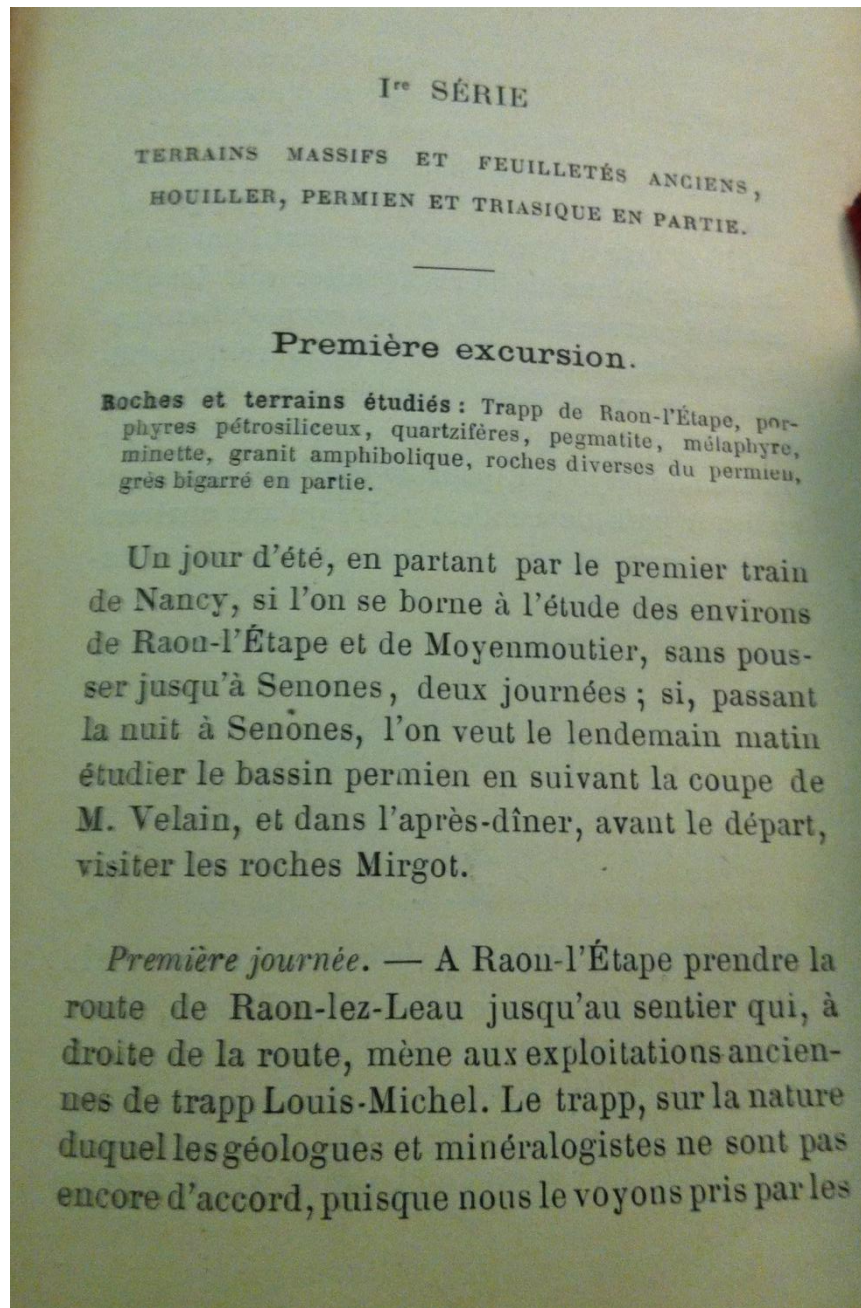 Iʳᵉ SÉRIE
TERRAINS MASSIFS ET FEUILLETÉS ANCIENS,
HOUILLER, PERMIEN ET TRIASIQUE EN PARTIE.
Première excursion.
Roches et terrains étudiés : Trapp de Raon-l'Étape, por-
phyres pétrosiliceux, quartzifères, pegmatite, mélaphyre,
minette, granit amphibolique, roches diverses du permien,
grès bigarré en partie.
Un jour d'été, en partant par le premier train
de Nancy, si l'on se borne à l'étude des environs
de Raon-l'Étape et de Moyenmoutier, sans pous-
ser jusqu'à Senones, deux journées ; si, passant
la nuit à Senones, l'on veut le lendemain matin
étudier le bassin permien en suivant la coupe de
M. Velain, et dans l'après-dîner, avant le départ,
visiter les roches Mirgot.
Première journée. — A Raon-l'Étape prendre la
route de Raon-lez-Leau jusqu'au sentier qui, à
droite de la route, mène aux exploitations ancien-
nes de trapp Louis-Michel. Le trapp, sur la nature
duquel les géologues et minéralogistes ne sont pas
encore d'accord, puisque nous le voyons pris par les